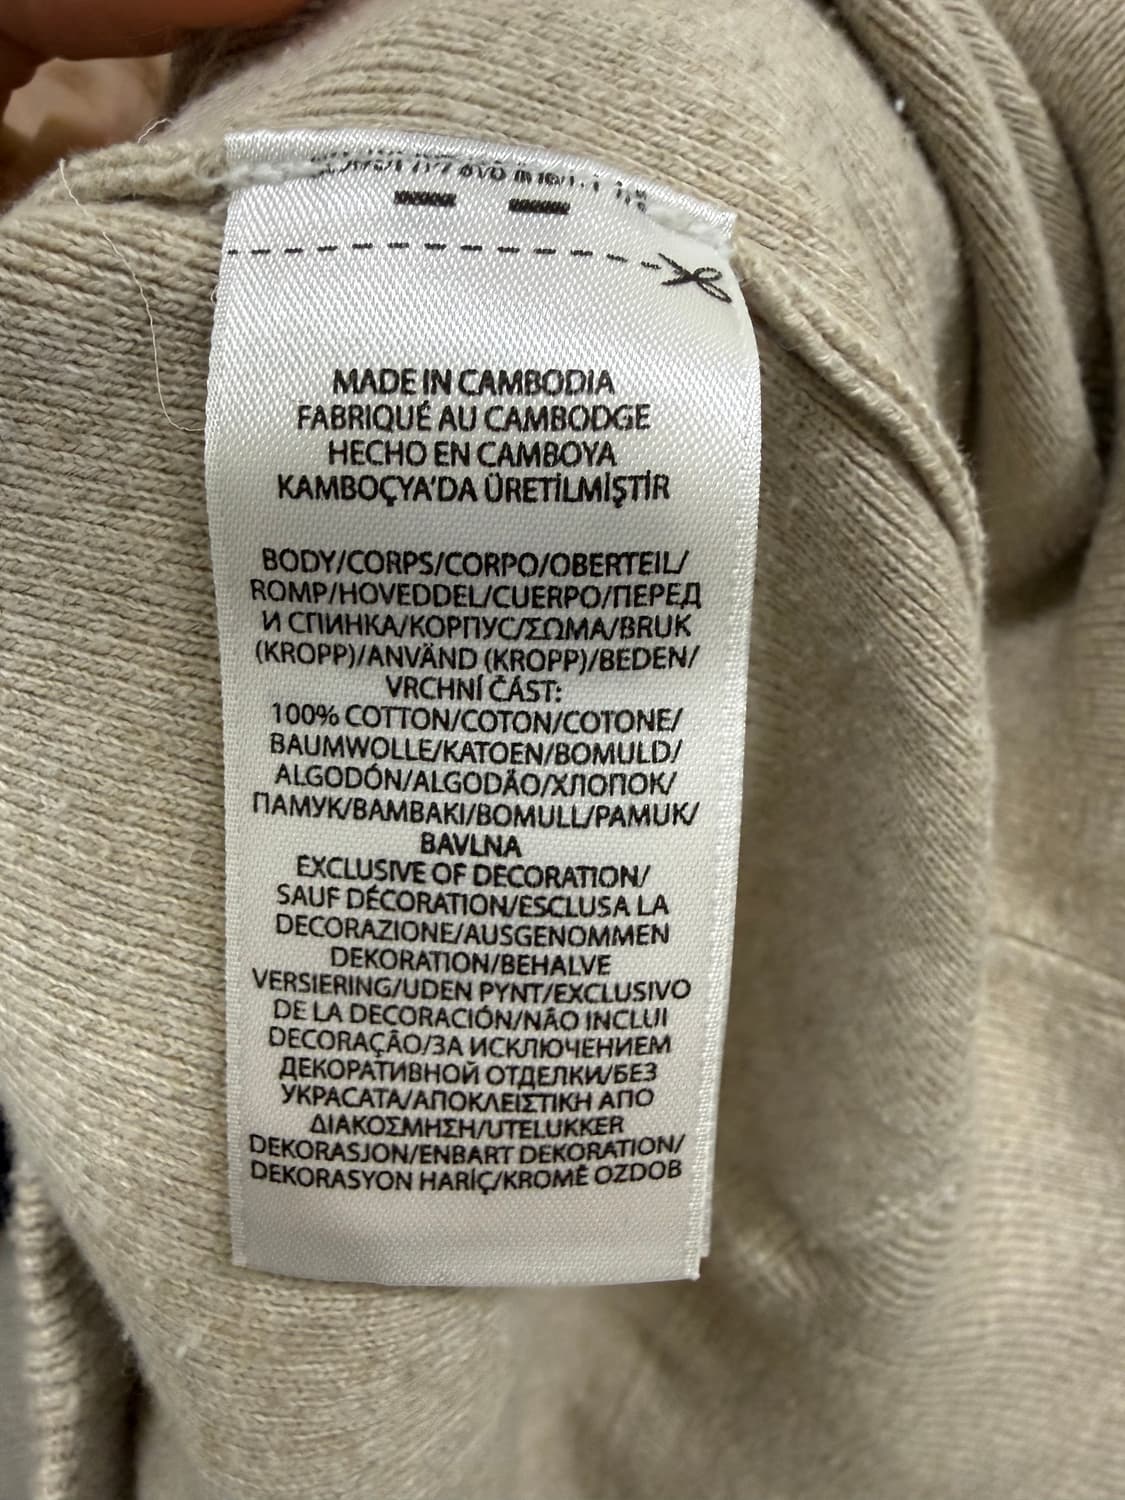 MADE IN CAMBODIA
FABRIQUÉ AU CAMBODGE
HECHO EN CAMBOYA
KAMBOÇYA'DA ÜRETİLMİŞTİR
BODY/CORPS/CORPO/OBERTEIL/
ROMP/HOVEDDEL/CUERPO/ПЕРЕД
И СПИНКА/КОРПУС/ΣΩΜΑ/BRUK
(KROPP)/ANVÄND (KROPP)/BEDEN/
VRCHNÍ ČÁST:
100% COTTON/COTON/COTONE/
BAUMWOLLE/KATOEN/BOMULD/
ALGODÓN/ALGODÃO/ХЛОПОК/
ПАМУК/ΒΑΜΒΑΚΙ/BOMULL/PAMUK/
BAVLNA
EXCLUSIVE OF DECORATION/
SAUF DÉCORATION/ESCLUSA LA
DECORAZIONE/AUSGENOMMEN
DEKORATION/BEHALVE
VERSIERING/UDEN PYNT/EXCLUSIVO
DE LA DECORACIÓN/NÃO INCLUI
DECORAÇÃO/ЗА ИСКЛЮЧЕНИЕМ
ДЕКОРАТИВНОЙ ОТДЕЛКИ/БЕЗ
УКРАСАТА/ΑΠΟΚΛΕΙΣΤΙΚΗ ΑΠΟ
ΔΙΑΚΟΣΜΗΣΗ/UTELUKKER
DEKORASJON/ENBART DEKORATION/
DEKORASYON HARİÇ/KROMĚ OZDOB